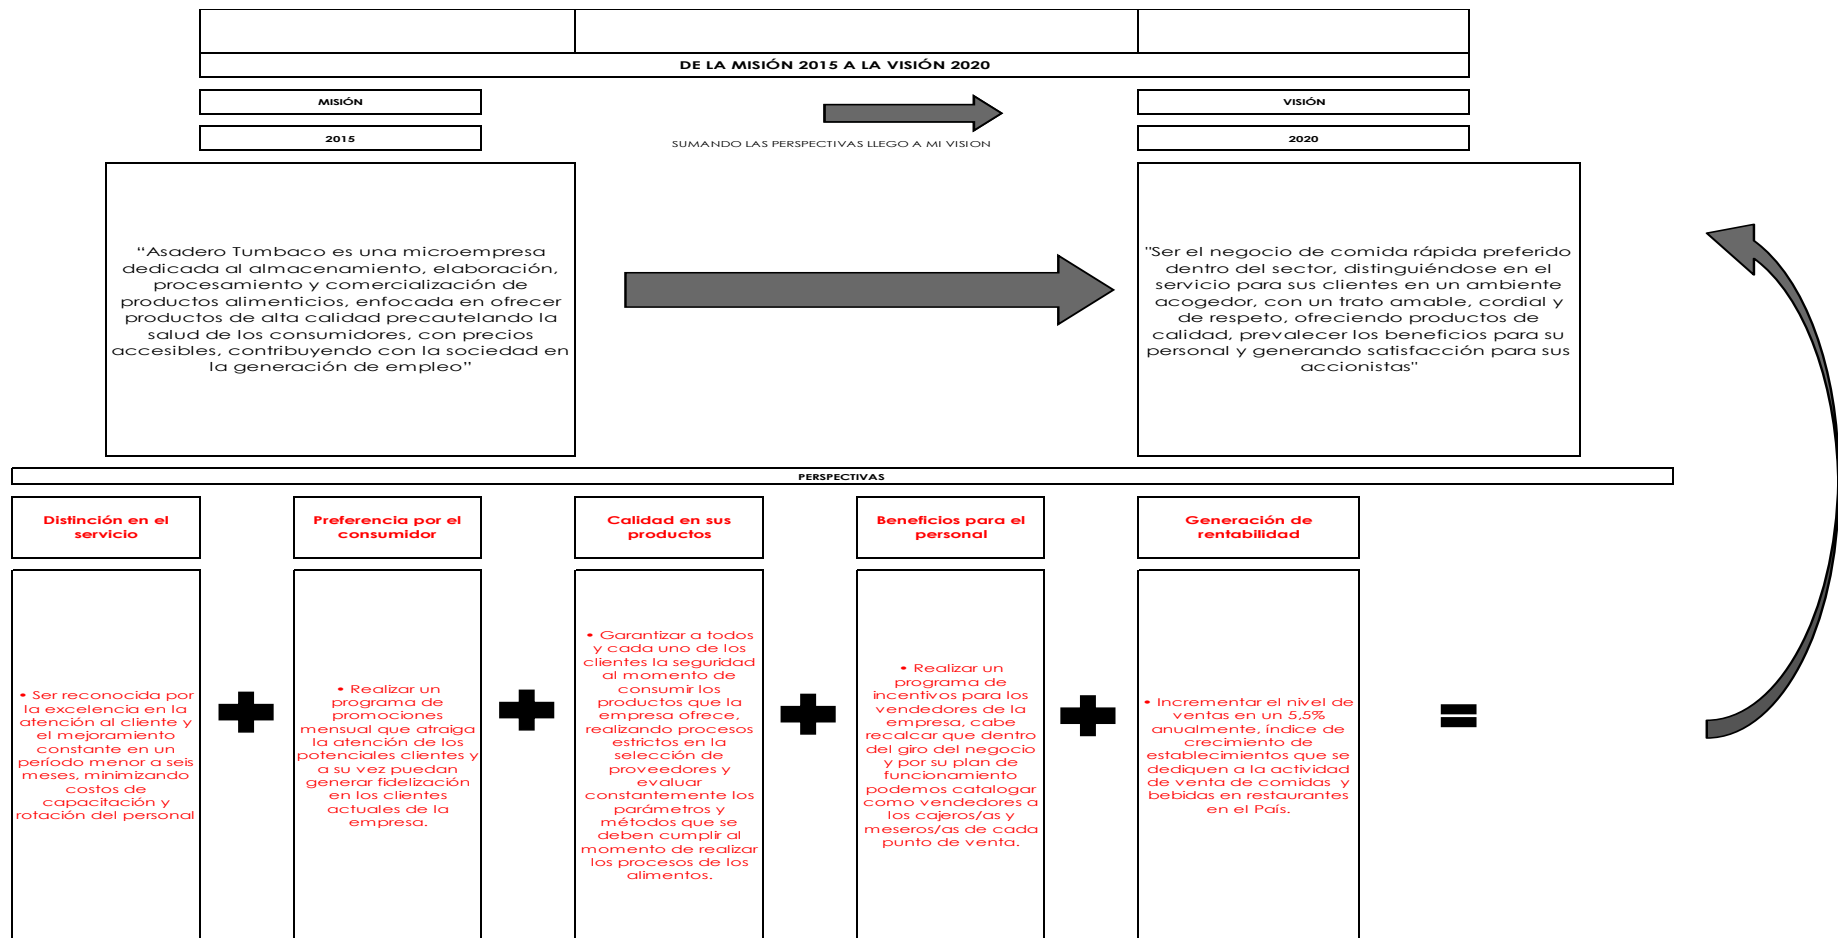 DE LA MISIÓN 2015 A LA VISIÓN 2020
MISIÓN
VISIÓN
2015
SUMANDO LAS PERSPECTIVAS LLEGO A MI VISION
2020
“Asadero Tumbaco es una microempresa
dedicada al almacenamiento, elaboración,
procesamiento y comercialización de
productos alimenticios, enfocada en ofrecer
productos de alta calidad precautelando la
salud de los consumidores, con precios
accesibles, contribuyendo con la sociedad en
la generación de empleo”
"Ser el negocio de comida rápida preferido
dentro del sector, distinguiéndose en el
servicio para sus clientes en un ambiente
acogedor, con un trato amable, cordial y
de respeto, ofreciendo productos de
calidad, prevalecer los beneficios para su
personal y generando satisfacción para sus
accionistas"
PERSPECTIVAS
Distinción en el
servicio
Preferencia por el
consumidor
Calidad en sus
productos
Beneficios para el
personal
Generación de
rentabilidad
• Ser reconocida por
la excelencia en la
atención al cliente y
el mejoramiento
constante en un
período menor a seis
meses, minimizando
costos de
capacitación y
rotación del personal
• Realizar un
programa de
promociones
mensual que atraiga
la atención de los
potenciales clientes y
a su vez puedan
generar fidelización
en los clientes
actuales de la
empresa.
• Garantizar a todos
y cada uno de los
clientes la seguridad
al momento de
consumir los
productos que la
empresa ofrece,
realizando procesos
estrictos en la
selección de
proveedores y
evaluar
constantemente los
parámetros y
métodos que se
deben cumplir al
momento de realizar
los procesos de los
alimentos.
• Realizar un
programa de
incentivos para los
vendedores de la
empresa, cabe
recalcar que dentro
del giro del negocio
y por su plan de
funcionamiento
podemos catalogar
como vendedores a
los cajeros/as y
meseros/as de cada
punto de venta.
• Incrementar el nivel de
ventas en un 5,5%
anualmente, índice de
crecimiento de
establecimientos que se
dediquen a la actividad
de venta de comidas y
bebidas en restaurantes
en el País.